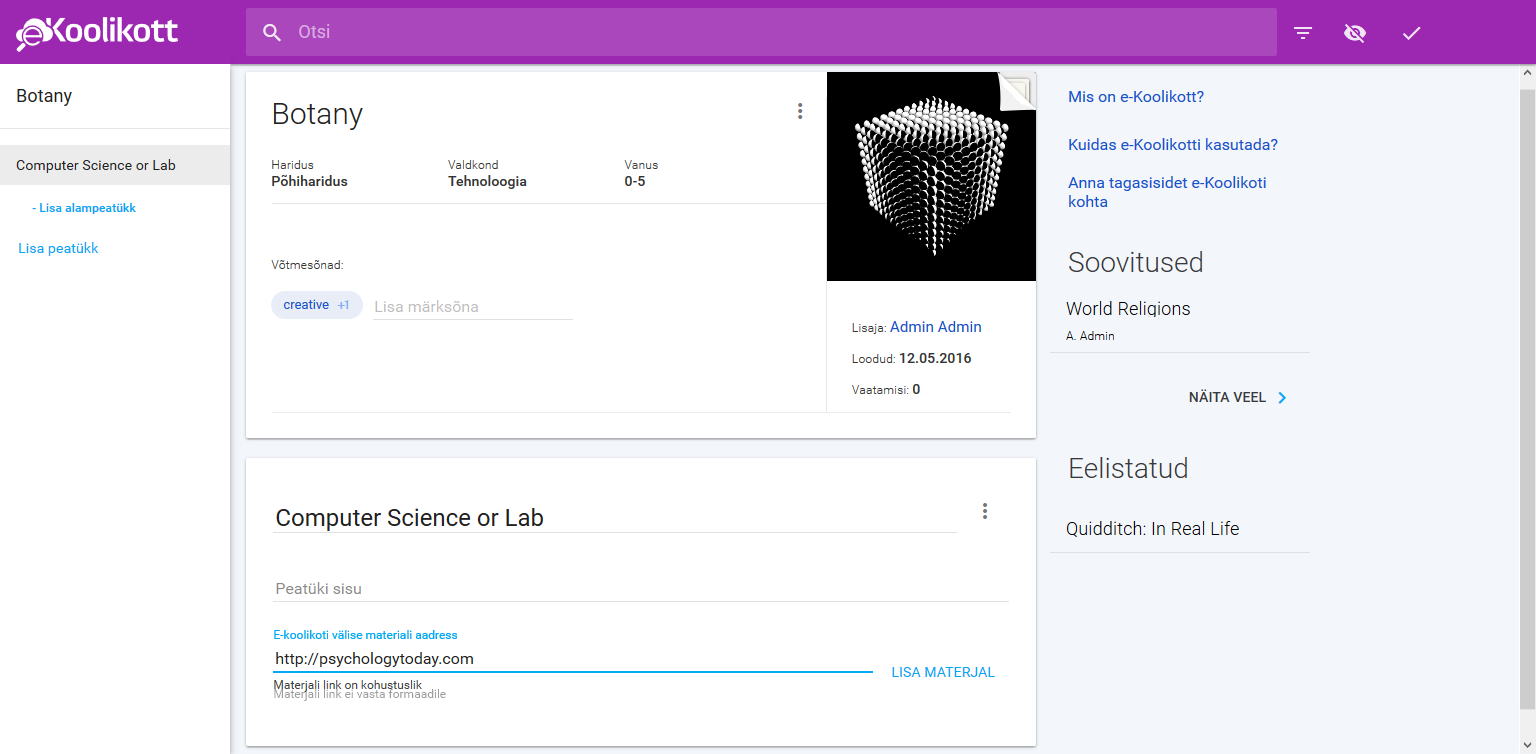 eKoolikott
Otsi
Botany
Computer Science or Lab
- Lisa alampeatükk
Lisa peatükk
Botany
Haridus
Põhiharidus
Valdkond
Tehnoloogia
Vanus
0-5
Võtmesõnad:
creative +1
Lisa märksõna
Lisaja: Admin Admin
Loodud: 12.05.2016
Vaatamisi: 0
Computer Science or Lab
Peatüki sisu
E-koolikoti välise materiali aadress
http://psychologytoday.com
LISA MATERJAL
Materjali link on kohustuslik
Materjali link ei vasta formaadile
Mis on e-Koolikott?
Kuidas e-Koolikotti kasutada?
Anna tagasisidet e-Koolikoti
kohta
Soovitused
World Religions
A. Admin
NÄITA VEEL
Eelistatud
Quidditch: In Real Life